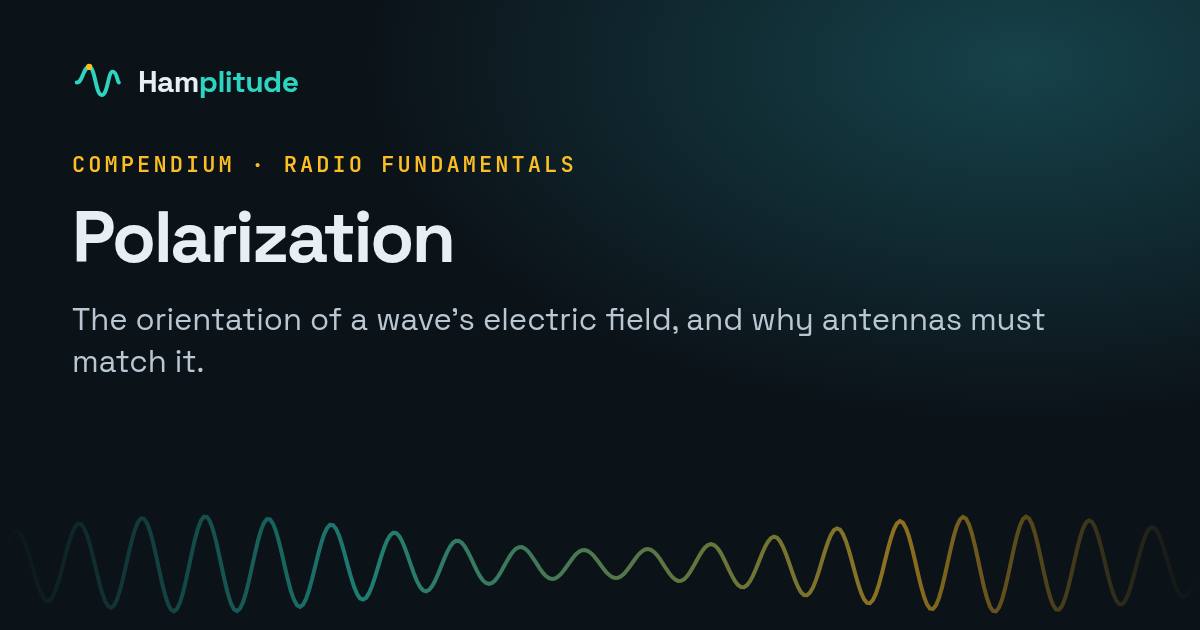 Hamplitude
COMPENDIUM · RADIO FUNDAMENTALS
Polarization
The orientation of a wave’s electric field, and why antennas must
match it.